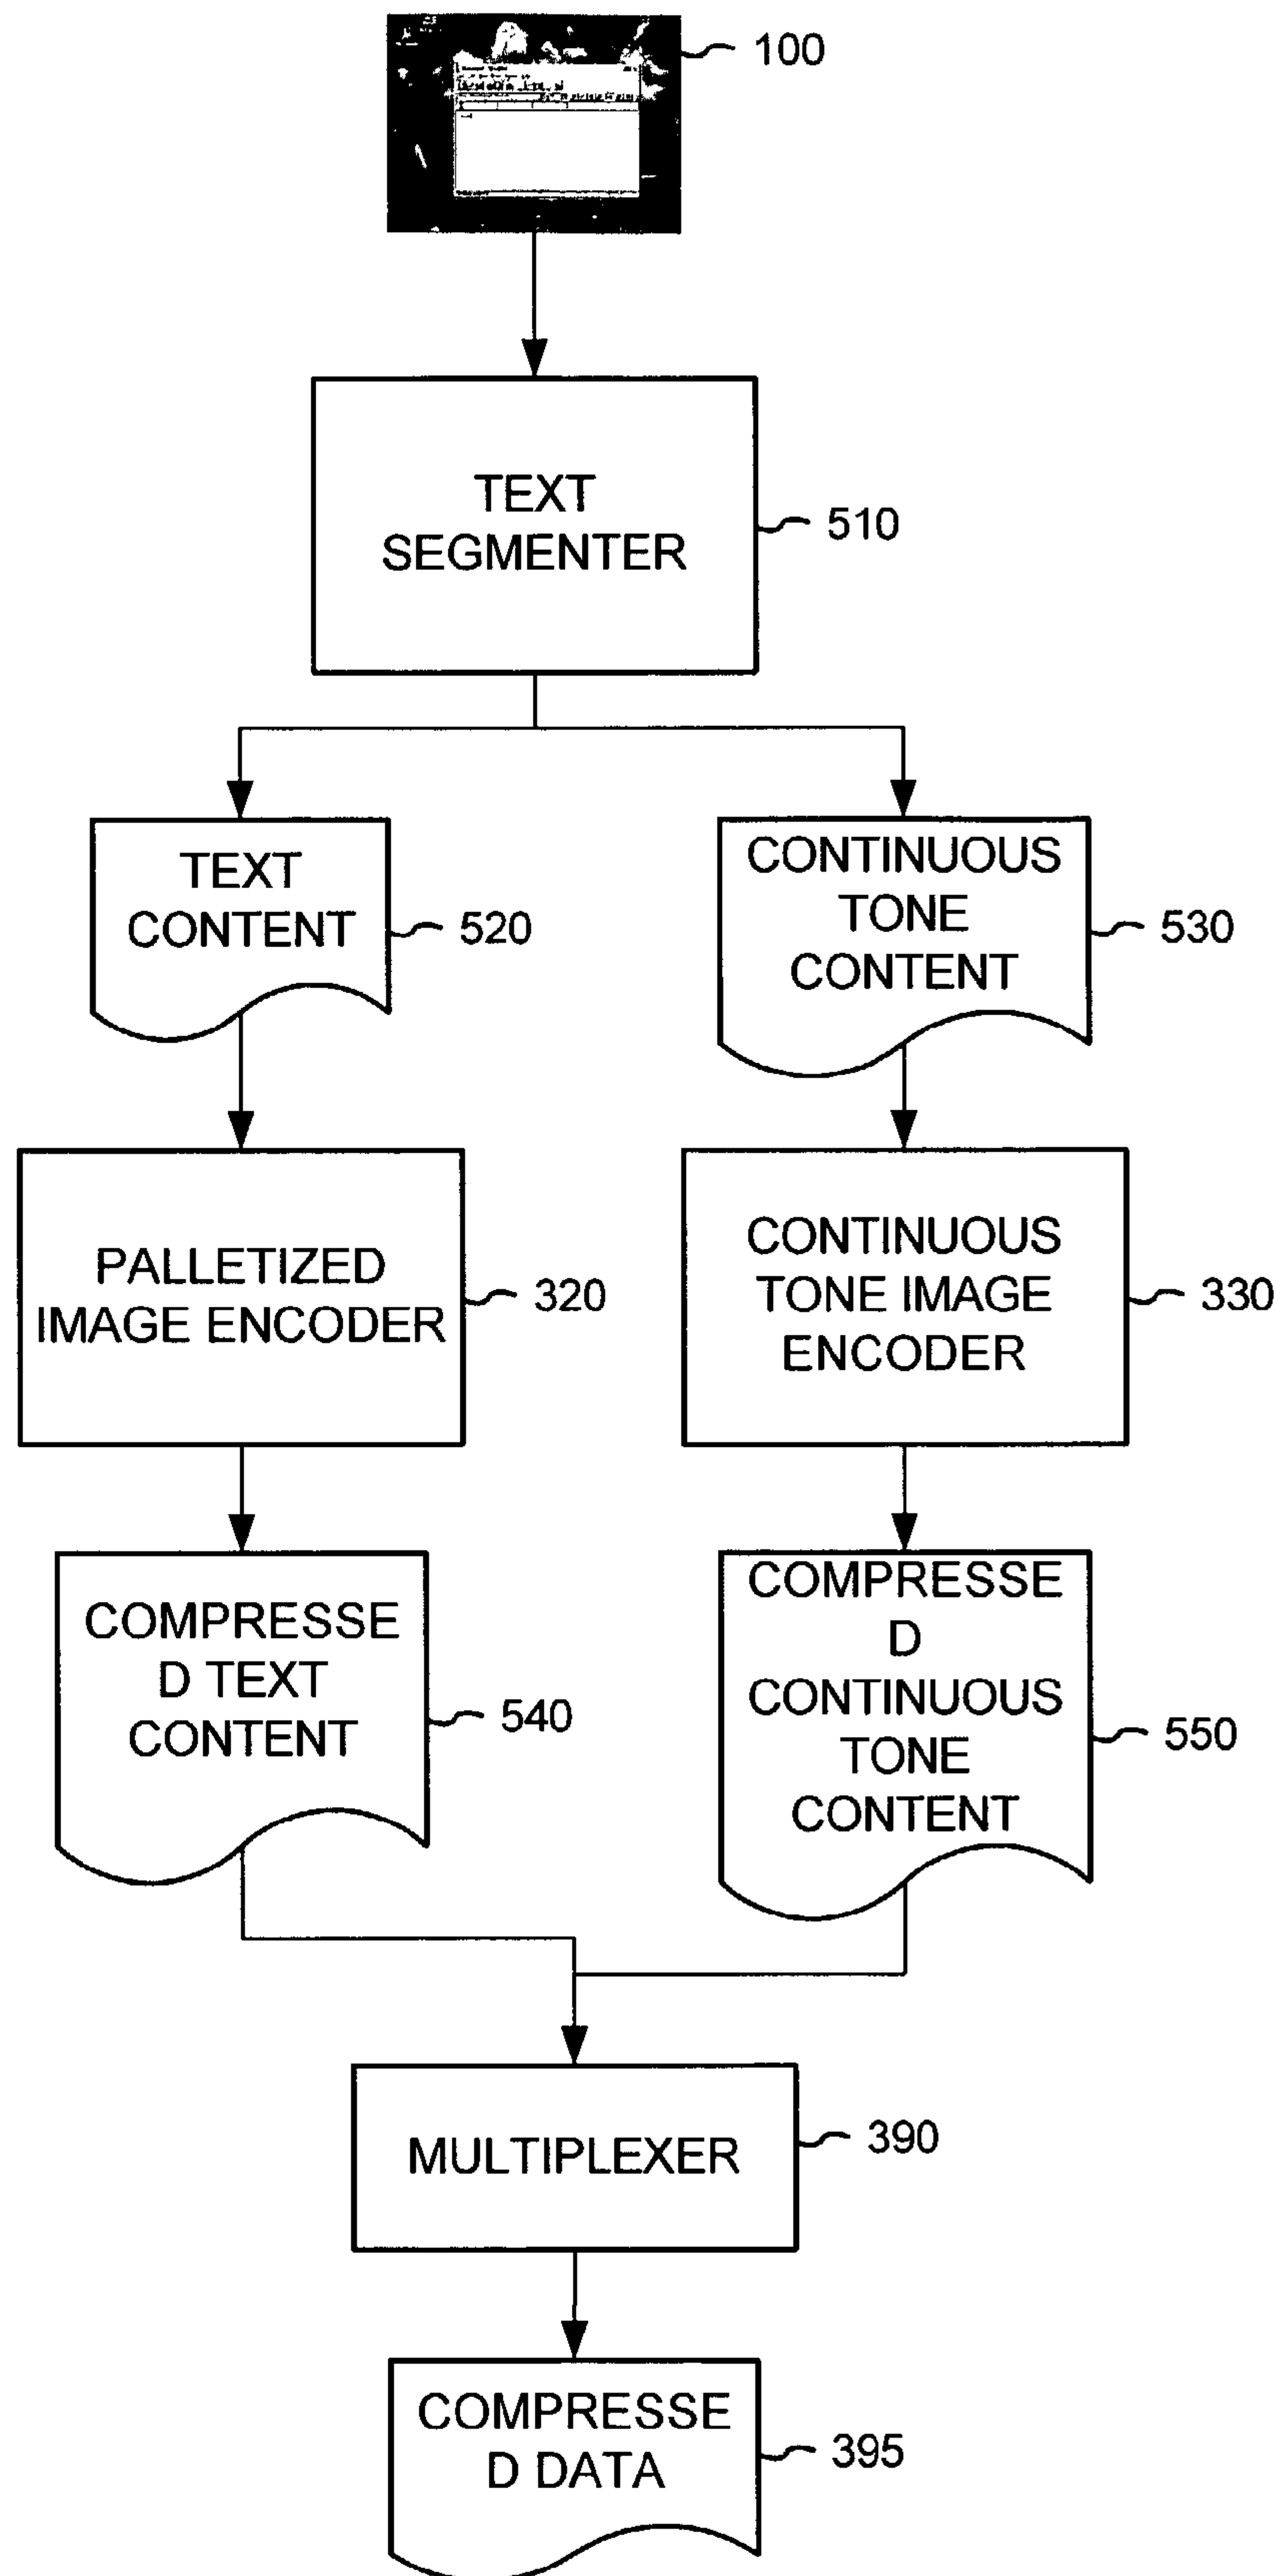 100
TEXT
SEGMENTER
510
TEXT
CONTENT
520
CONTINUOUS
TONE
CONTENT
530
PALLETIZED
IMAGE ENCODER
320
CONTINUOUS
TONE IMAGE
ENCODER
330
COMPRESSE
D TEXT
CONTENT
540
COMPRESSE
D
CONTINUOUS
TONE
CONTENT
550
MULTIPLEXER
390
COMPRESSE
D DATA
395